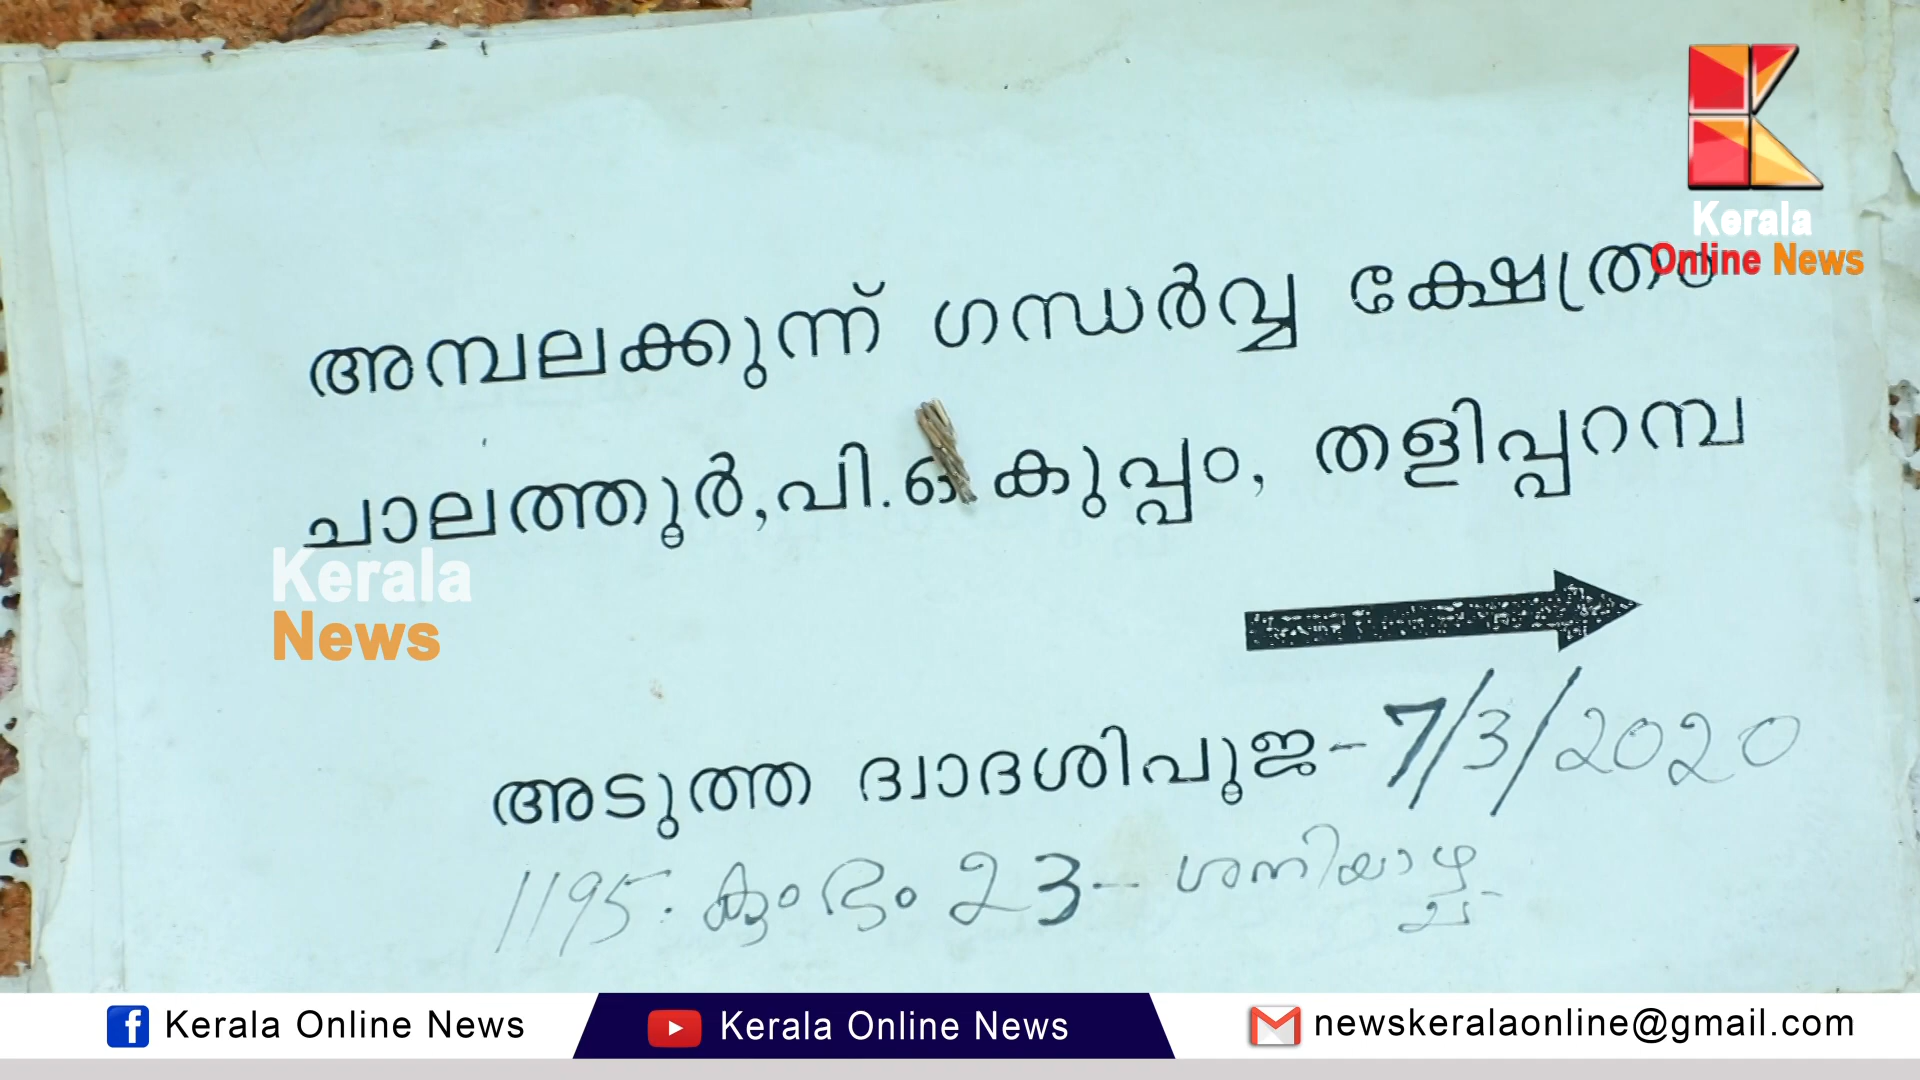 Kerala
Online News
അമ്പലക്കുന്ന് ഗന്ധർവ്വ ക്ഷേത്രം
ചാലത്തൂർ,പി.ഒ കുപ്പം, തളിപ്പറമ്പ
Kerala
News
അടുത്ത ദ്വാദശിപൂജ-7/3/2020
1195. കുംഭം 23-- ശനിയാഴ്ച
Kerala Online News
Kerala Online News
newskeralaonline@gmail.com